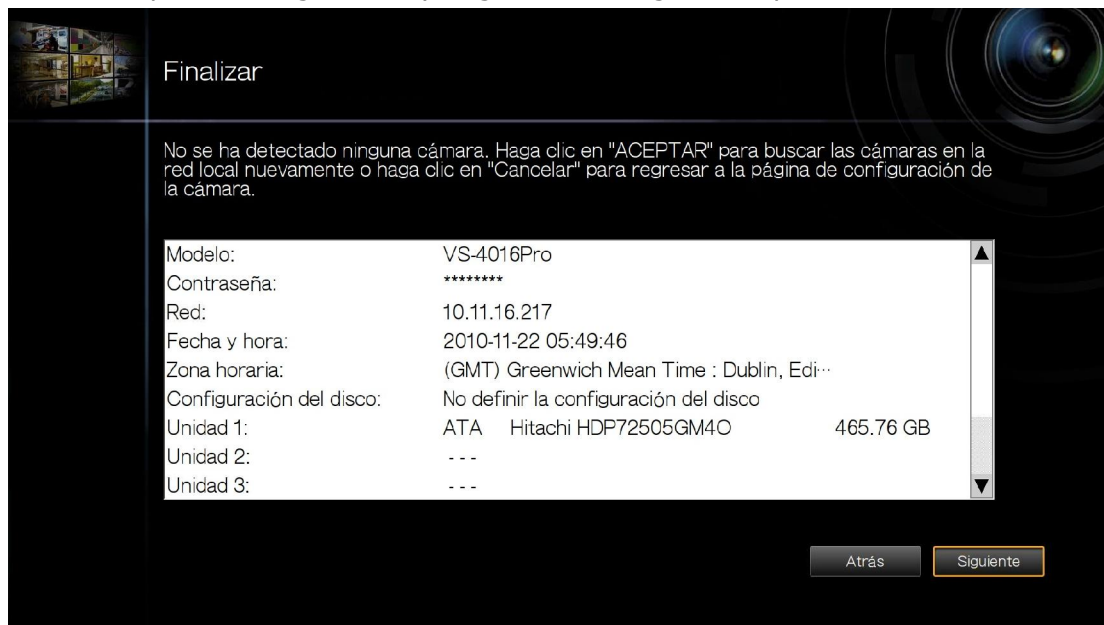 Finalizar
No se ha detectado ninguna cámara. Haga clic en "ACEPTAR" para buscar las cámaras en la
red local nuevamente o haga clic en "Cancelar" para regresar a la página de configuración de
la cámara.
Modelo: VS-4016Pro
Contraseña: ********
Red: 10.11.16.217
Fecha y hora: 2010-11-22 05:49:46
Zona horaria: (GMT) Greenwich Mean Time : Dublin, Edi...
Configuración del disco: No definir la configuración del disco
Unidad 1: ATA Hitachi HDP72505GM4O 465.76 GB
Unidad 2: - - -
Unidad 3: - - -
Atrás Siguiente